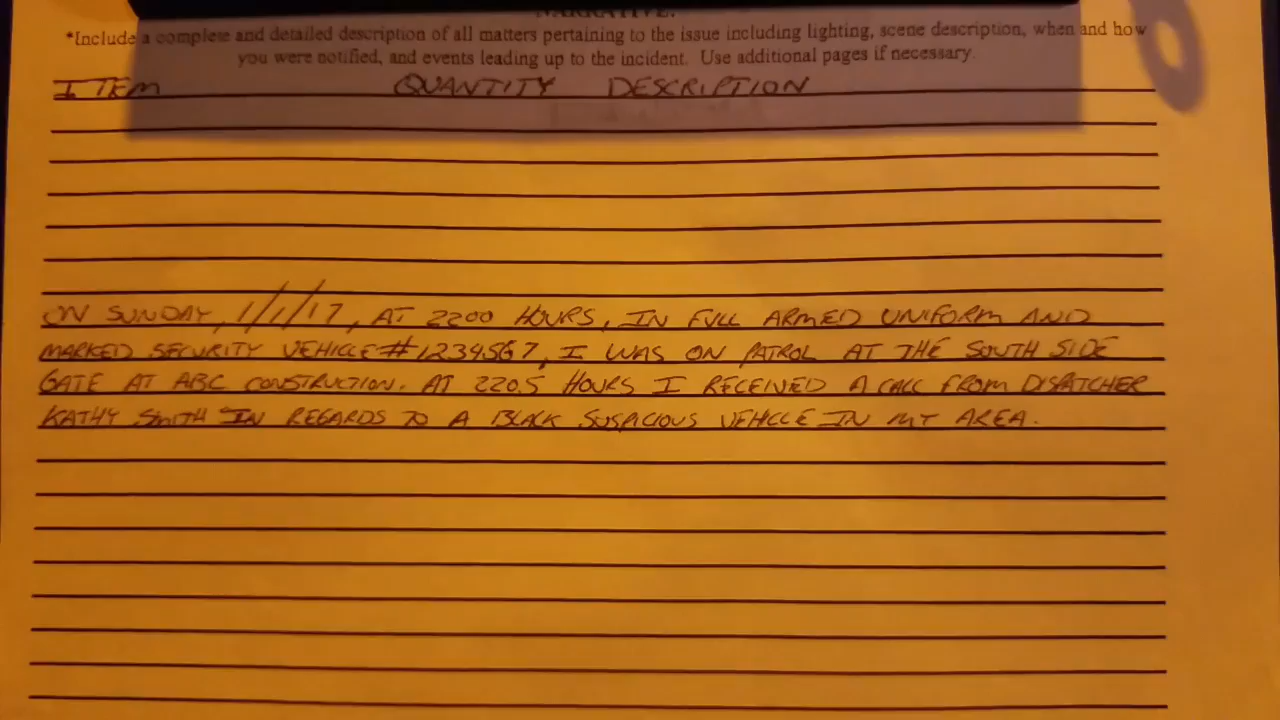 NARRATIVE:
*Include a complete and detailed description of all matters pertaining to the issue including lighting, scene description, when and how
you were notified, and events leading up to the incident. Use additional pages if necessary.
ITEM QUANTITY DESCRIPTION
ON SUNDAY, 1/1/17, AT 2200 HOURS, IN FULL ARMED UNIFORM AND
MARKED SECURITY VEHICLE #1234567, I WAS ON PATROL AT THE SOUTH SIDE
GATE AT ABC CONSTRUCTION. AT 2205 HOURS I RECEIVED A CALL FROM DISPATCHER
KATHY SMITH IN REGARDS TO A BLACK SUSPICIOUS VEHICLE IN MY AREA.